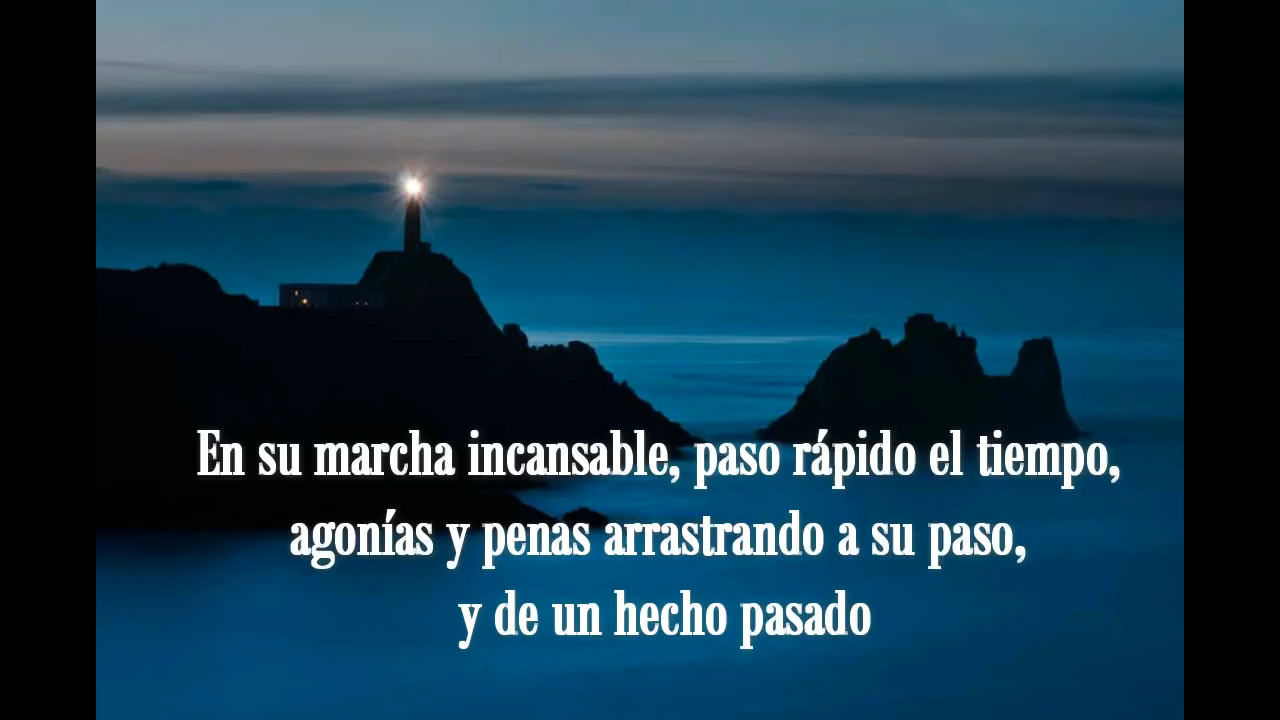 En su marcha incansable, paso rápido el tiempo,
agonías y penas arrastrando a su paso,
y de un hecho pasado